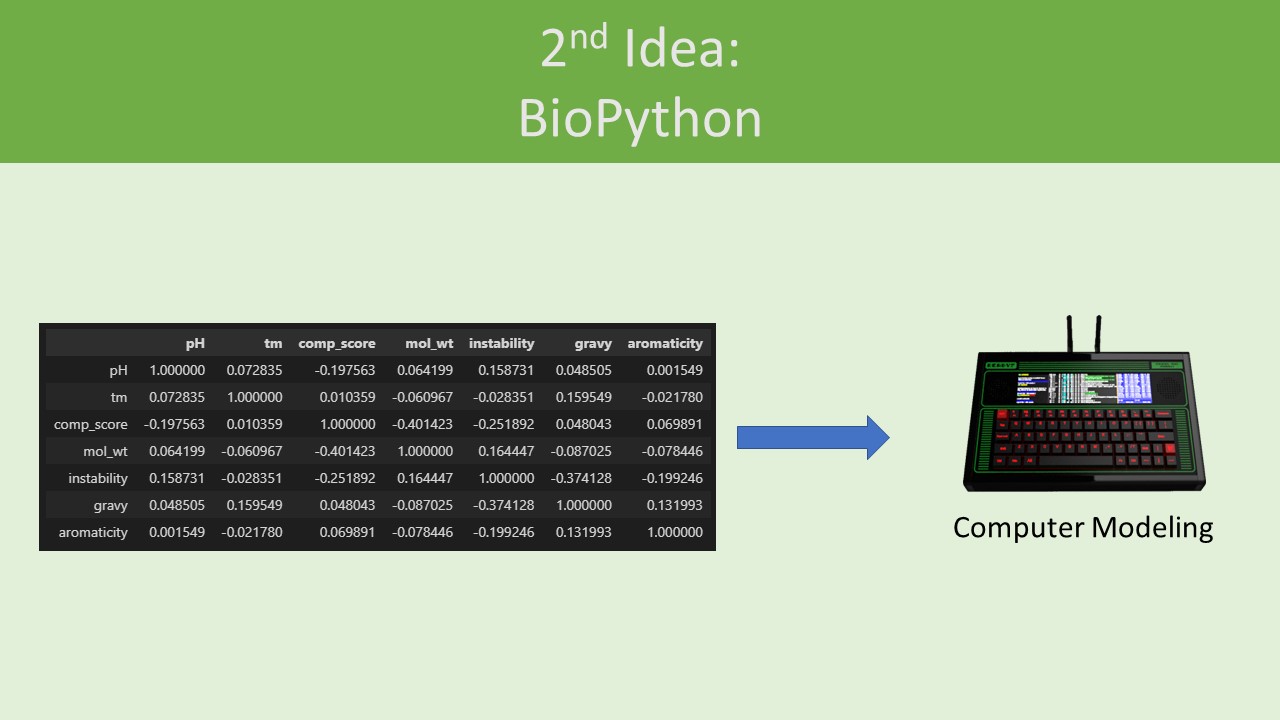 2nd Idea:
BioPython
pH tm comp_score mol_wt instability gravy aromaticity
pH 1.000000 0.072835 -0.197563 0.064199 0.158731 0.048505 0.001549
tm 0.072835 1.000000 0.010359 -0.060967 -0.028351 0.159549 -0.021780
comp_score -0.197563 0.010359 1.000000 -0.401423 -0.251892 0.048043 0.069891
mol_wt 0.064199 -0.060967 -0.401423 1.000000 0.164447 -0.087025 -0.078446
instability 0.158731 -0.028351 -0.251892 0.164447 1.000000 -0.374128 -0.199246
gravy 0.048505 0.159549 0.048043 -0.087025 -0.374128 1.000000 0.131993
aromaticity 0.001549 -0.021780 0.069891 -0.078446 -0.199246 0.131993 1.000000
Computer Modeling